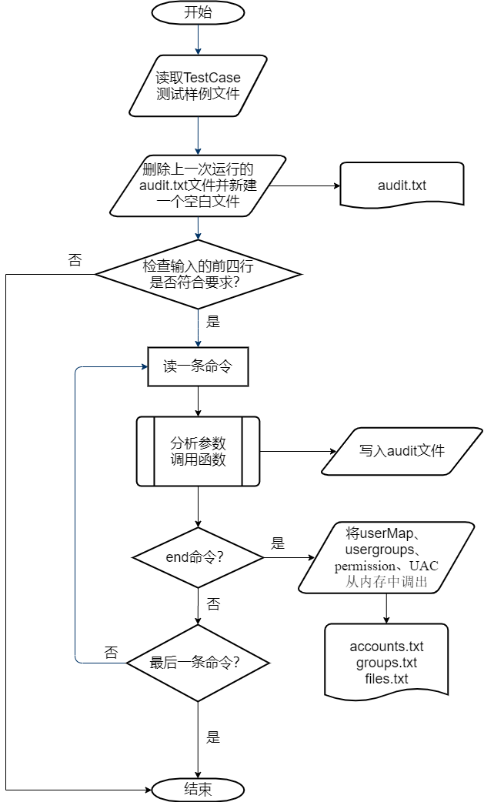 开始
读取TestCase
测试样例文件
删除上一次运行的
audit.txt文件并新建
一个空白文件
audit.txt
否
检查输入的前四行
是否符合要求?
是
读一条命令
分析参数
调用函数
写入audit文件
end命令?
是
将userMap、
usergroups、
permission、UAC
从内存中调出
否
accounts.txt
groups.txt
files.txt
否
最后一条命令?
是
结束